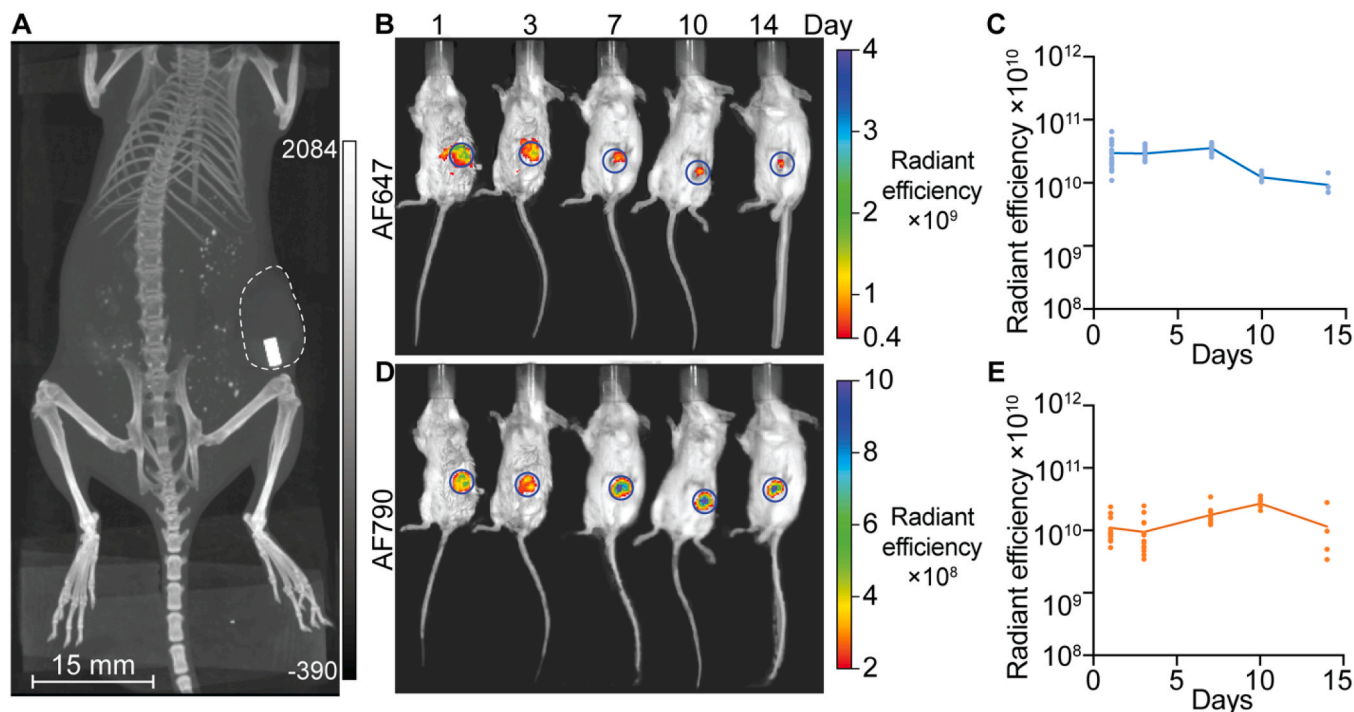 A
2084
-390
15 mm
B
1 3 7 10 14 Day
AF647
4
3
2
1
0.4
Radiant
efficiency
×10⁹
C
Radiant efficiency ×10¹⁰
10¹²
10¹¹
10¹⁰
10⁹
10⁸
0 5 10 15
Days
D
AF790
10
8
6
4
2
Radiant
efficiency
×10⁸
E
Radiant efficiency ×10¹⁰
10¹²
10¹¹
10¹⁰
10⁹
10⁸
0 5 10 15
Days